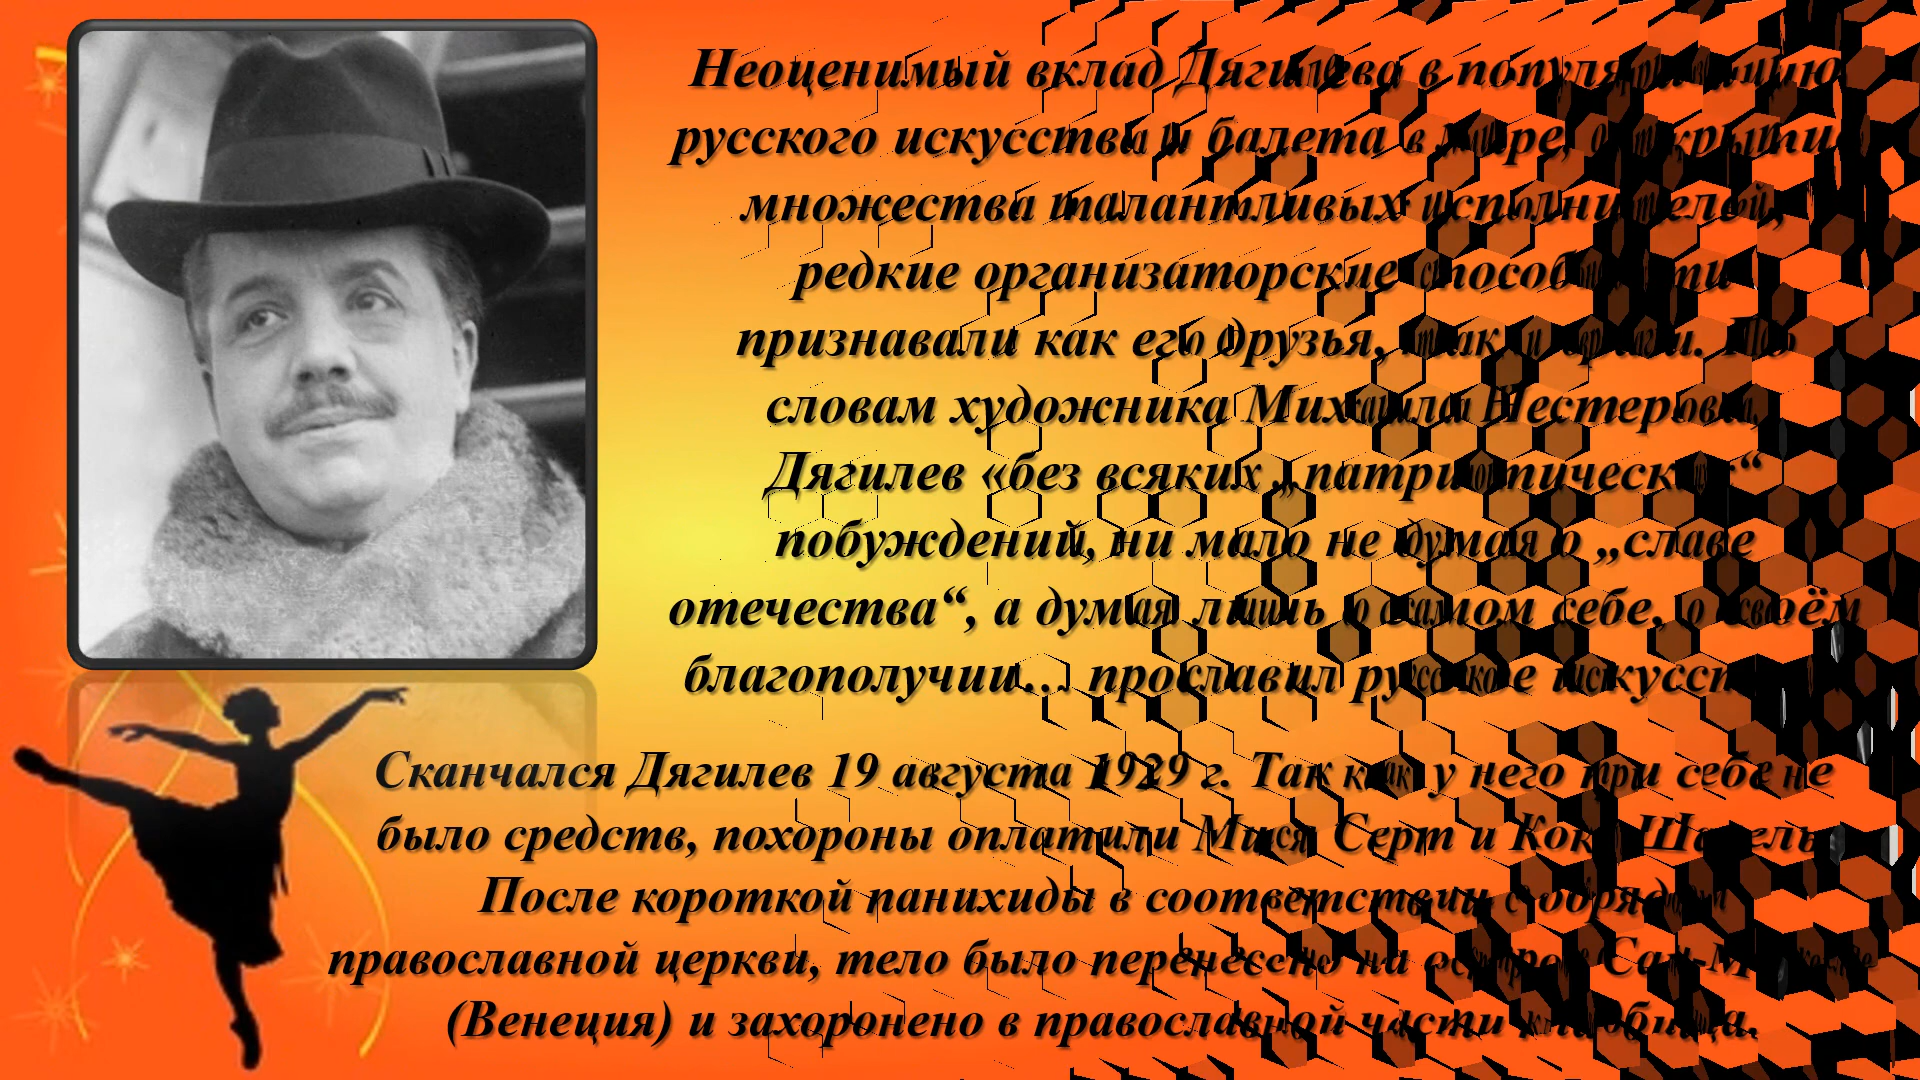 Неоценимый вклад Дягилева в популяризацию
русского искусства и балета в мире, открытие
множества талантливых исполнителей,
редкие организаторские способности
признавали как его друзья, так и враги. По
словам художника Михаила Нестерова,
Дягилев «без всяких „патриотических“
побуждений, ни мало не думая о „славе
отечества“, а думая лишь о самом себе, о своём
благополучии… прославил русское
Сканчался Дягилев 19 августа 1929 г. Так как у него при себе не
было средств, похороны оплатили Мися Серт и Коко Шанель.
После короткой панихиды в соответствии с обрядом
православной церкви, тело было перенесено на остров
(Венеция) и захоронено в православной части кладбища.